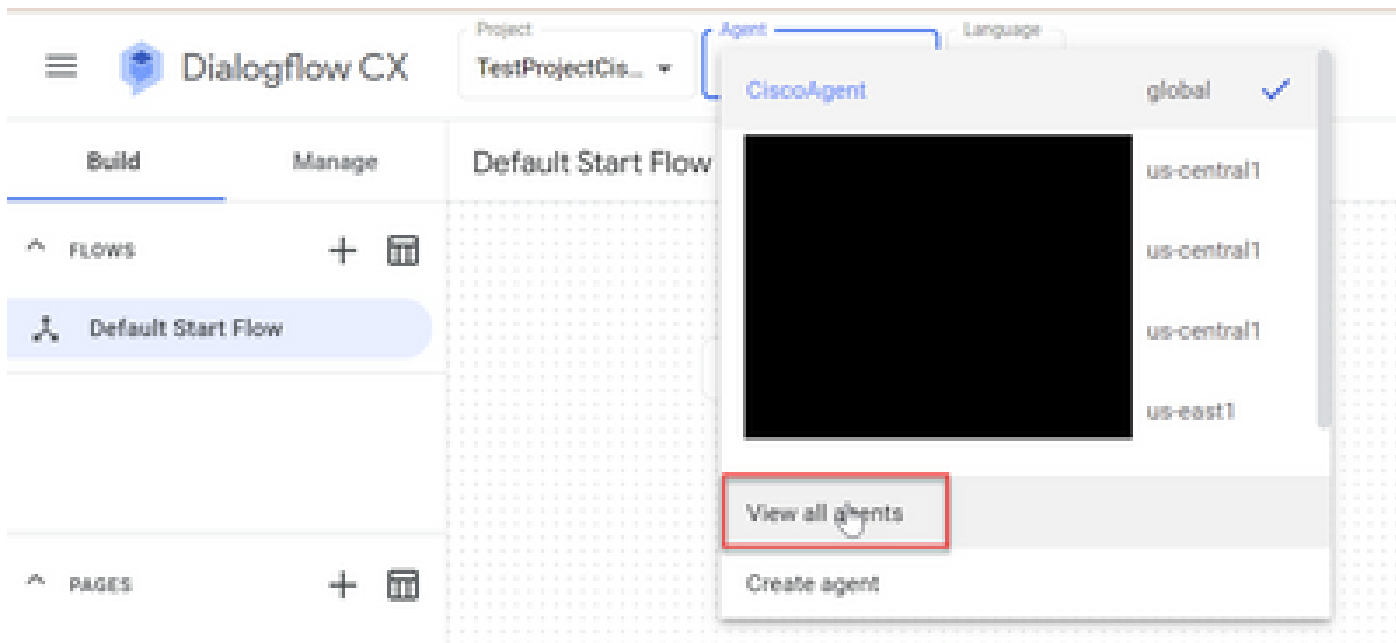 Project
Agent
Language
Dialogflow CX
TestProjectCis...
CiscoAgent global
Build Manage
Default Start Flow
us-central1
FLOWS
us-central1
Default Start Flow
us-central1
us-east1
View all agents
PAGES
Create agent